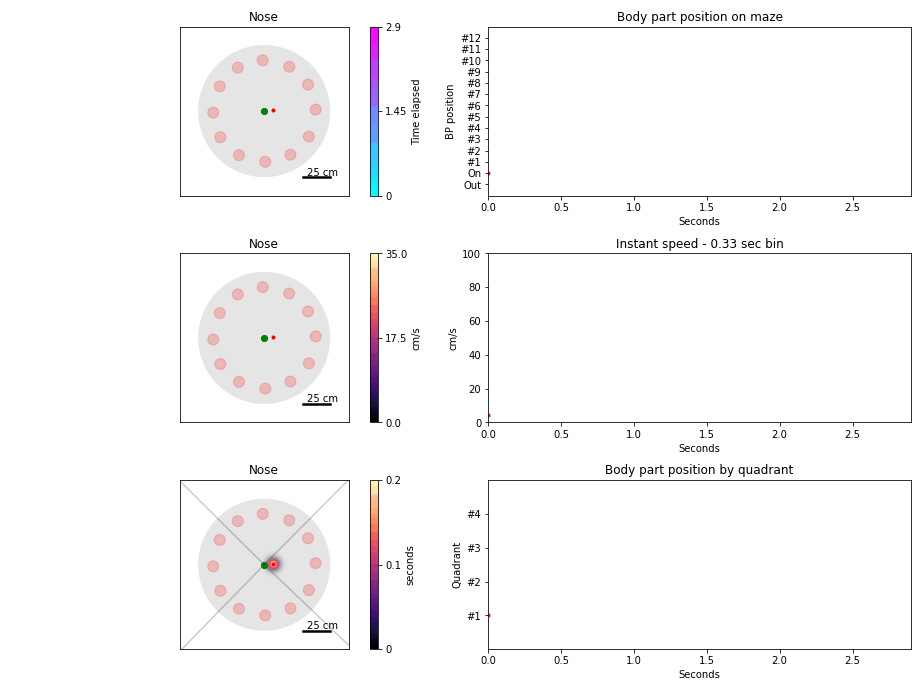 Nose
2.9
1.45
0
Time elapsed
25 cm
Body part position on maze
BP position
#12
#11
#10
#9
#8
#7
#6
#5
#4
#3
#2
#1
On
Out
0.0 0.5 1.0 1.5 2.0 2.5
Seconds
Nose
35.0
17.5
0.0
cm/s
25 cm
Instant speed - 0.33 sec bin
cm/s
100
80
60
40
20
0
0.0 0.5 1.0 1.5 2.0 2.5
Seconds
Nose
0.2
0.1
0
seconds
25 cm
Body part position by quadrant
Quadrant
#4
#3
#2
#1
0.0 0.5 1.0 1.5 2.0 2.5
Seconds